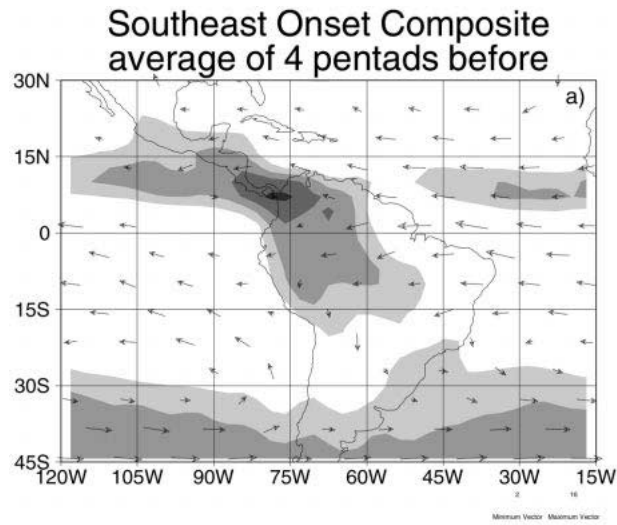 Southeast Onset Composite
average of 4 pentads before
30N
a)
15N
0
15S
30S
45S
120W 105W 90W 75W 60W 45W 30W 15W
2 16
Minimum Vector Maximum Vector